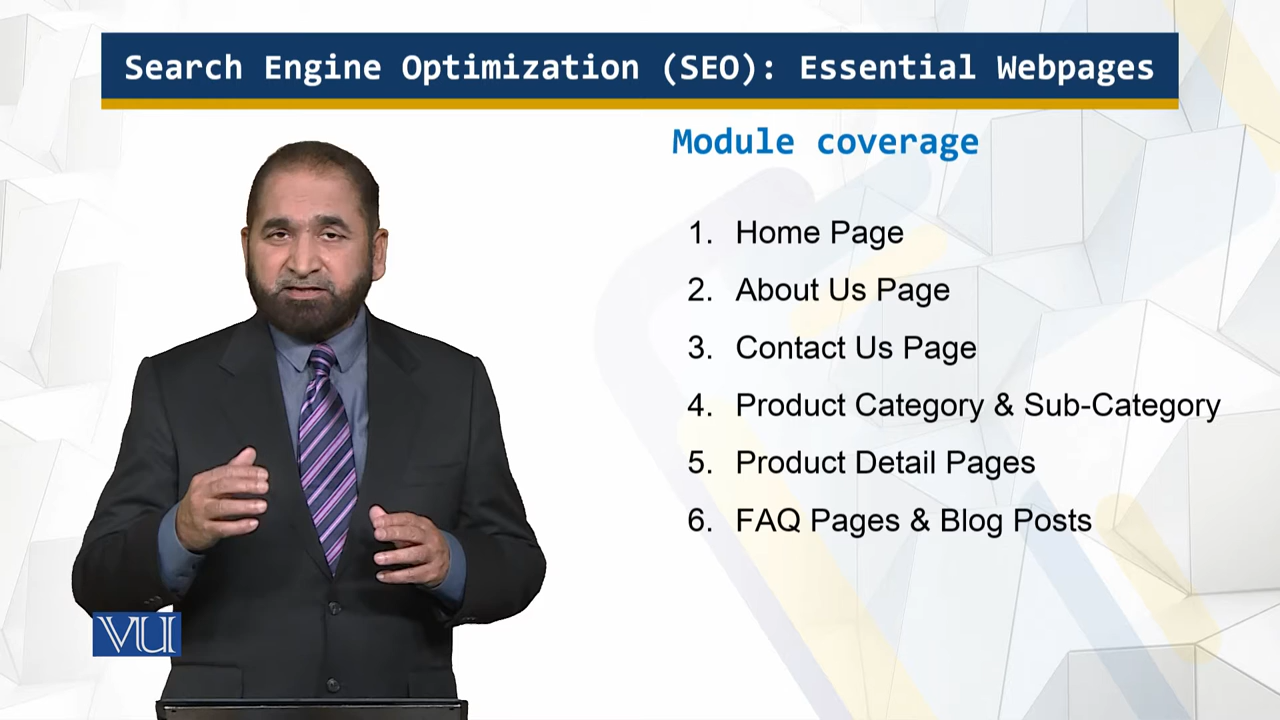 Search Engine Optimization (SEO): Essential Webpages
Module coverage
1. Home Page
2. About Us Page
3. Contact Us Page
4. Product Category & Sub-Category
5. Product Detail Pages
6. FAQ Pages & Blog Posts
VU